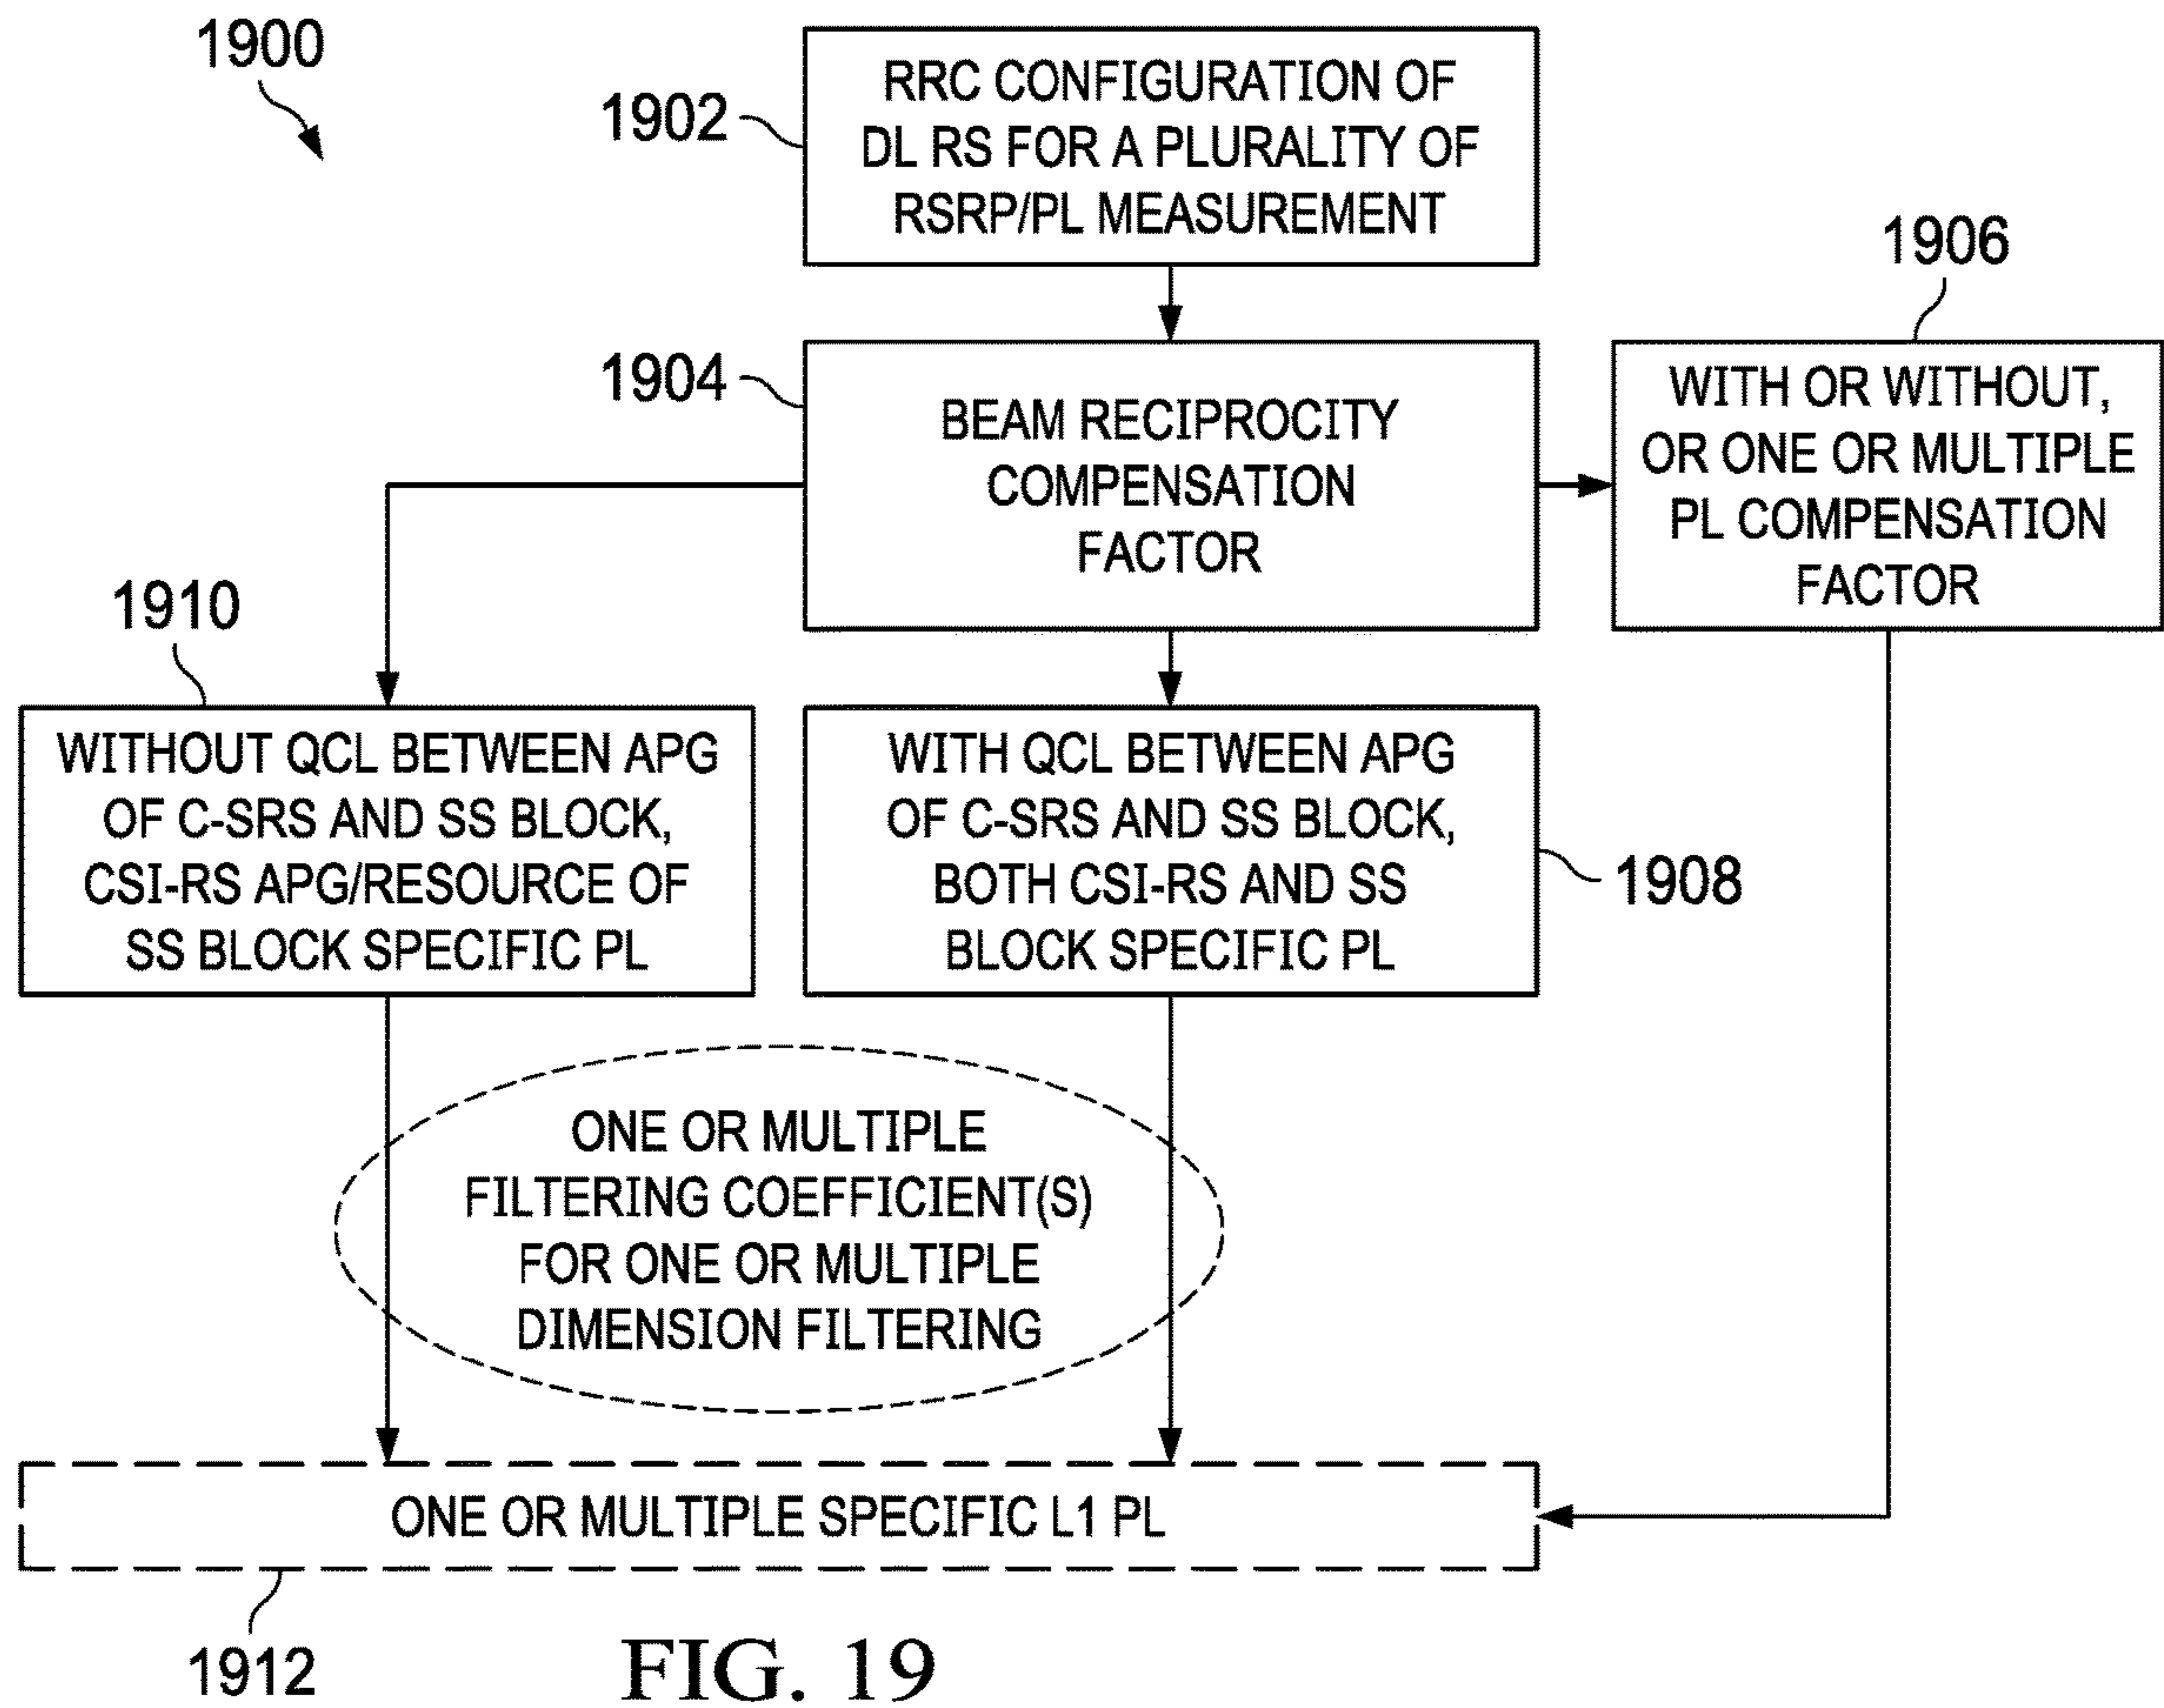 1900
1902
RRC CONFIGURATION OF
DL RS FOR A PLURALITY OF
RSRP/PL MEASUREMENT
1904
BEAM RECIPROCITY
COMPENSATION
FACTOR
1906
WITH OR WITHOUT,
OR ONE OR MULTIPLE
PL COMPENSATION
FACTOR
1910
WITHOUT QCL BETWEEN APG
OF C-SRS AND SS BLOCK,
CSI-RS APG/RESOURCE OF
SS BLOCK SPECIFIC PL
WITH QCL BETWEEN APG
OF C-SRS AND SS BLOCK,
BOTH CSI-RS AND SS
BLOCK SPECIFIC PL
1908
ONE OR MULTIPLE
FILTERING COEFFICIENT(S)
FOR ONE OR MULTIPLE
DIMENSION FILTERING
ONE OR MULTIPLE SPECIFIC L1 PL
1912
FIG. 19